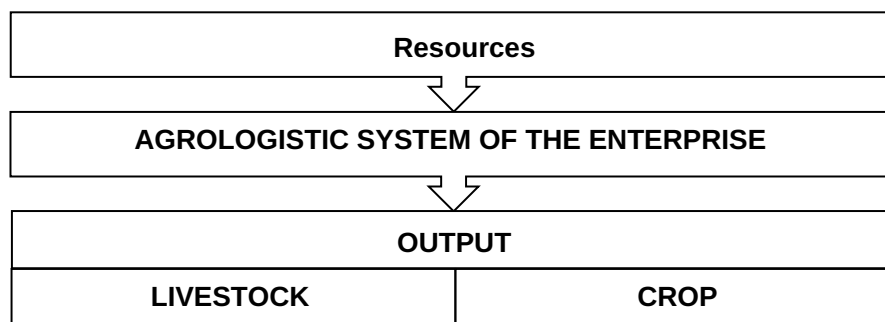 Resources
AGROLOGISTIC SYSTEM OF THE ENTERPRISE
OUTPUT
LIVESTOCK
CROP